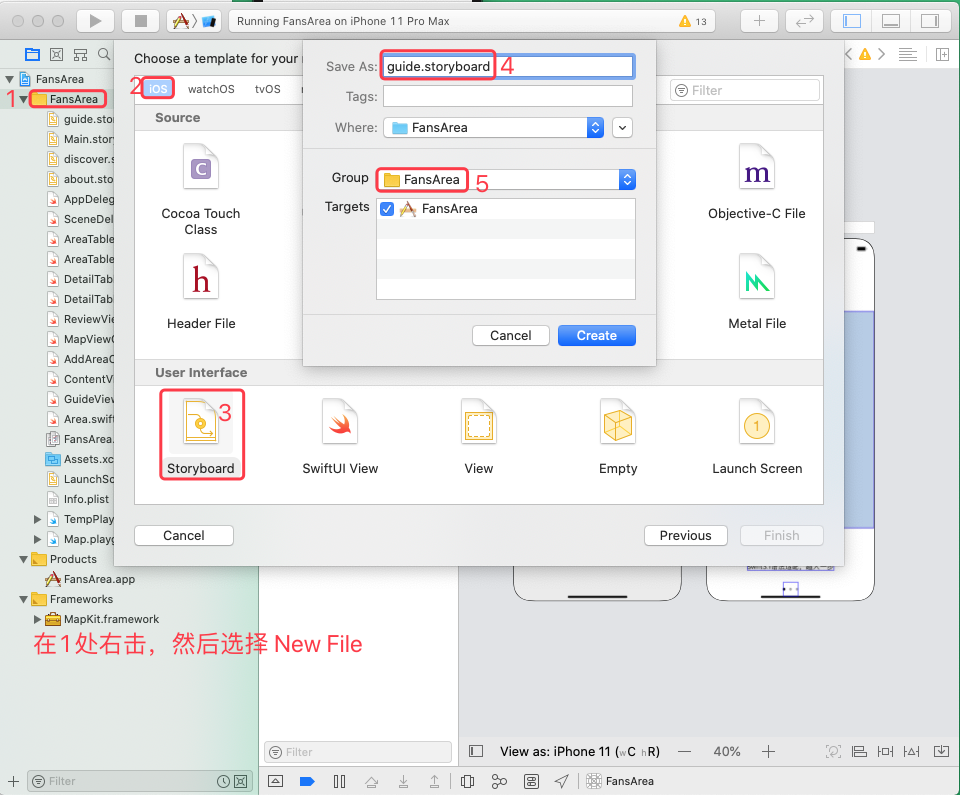 Running FansArea on iPhone 11 Pro Max
13
Choose a template for your
Save As: guide.storyboard 4
Tags:
Where: FansArea
Group FansArea 5
Targets FansArea
Cancel Create
2 iOS watchOS tvOS
Filter
Source
Cocoa Touch Class
Objective-C File
Header File
Metal File
User Interface
3
Storyboard
SwiftUI View
View
Empty
Launch Screen
Cancel Previous Finish
FansArea
1 FansArea
guide.sto
Main.stor
discover.s
about.sto
AppDeleg
SceneDel
AreaTable
AreaTable
DetailTab
DetailTab
ReviewVie
MapViewC
AddAreaC
ContentVi
GuideView
Area.swif
FansArea.
Assets.xc
LaunchSc
Info.plist
TempPlay
Map.playg
Products
FansArea.app
Frameworks
MapKit.framework
在1处右击，然后选择 New File
Filter
View as: iPhone 11 (wC hR)
40%
Filter
FansArea